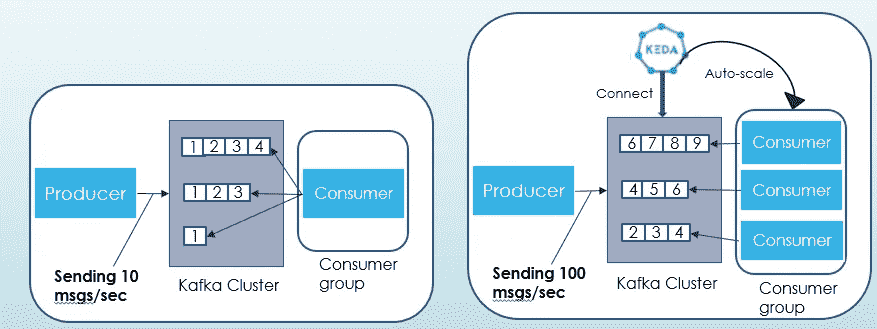 Producer
1 2 3 4
1 2 3
1
Consumer
Sending 10
msgs/sec
Kafka Cluster
Consumer
group
KEDA
Connect
Auto-scale
Producer
6 7 8 9
4 5 6
2 3 4
Consumer
Consumer
Consumer
Sending 100
msgs/sec
Kafka Cluster
Consumer
group